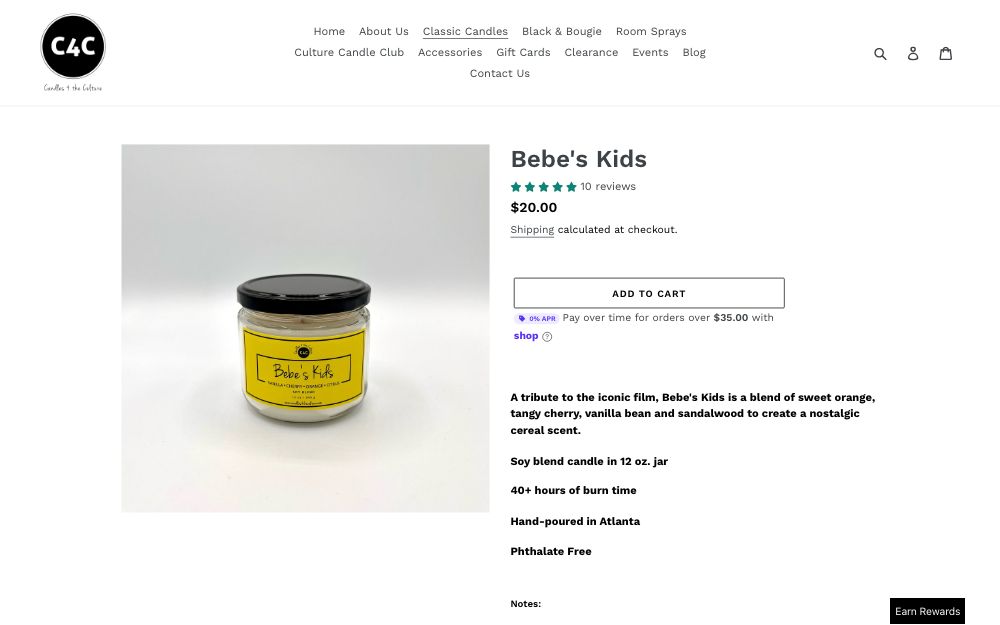 C4C
Candles 4 the Culture
Home About Us Classic Candles Black & Bougie Room Sprays
Culture Candle Club Accessories Gift Cards Clearance Events Blog
Contact Us
Bebe's Kids
10 reviews
$20.00
Shipping calculated at checkout.
ADD TO CART
0% APR Pay over time for orders over $35.00 with
shop ?
C4C
Bebe's Kids
VANILLA • CHERRY • ORANGE • CITRUS
A tribute to the iconic film, Bebe's Kids is a blend of sweet orange,
tangy cherry, vanilla bean and sandalwood to create a nostalgic
cereal scent.
Soy blend candle in 12 oz. jar
40+ hours of burn time
Hand-poured in Atlanta
Phthalate Free
Notes:
Earn Rewards